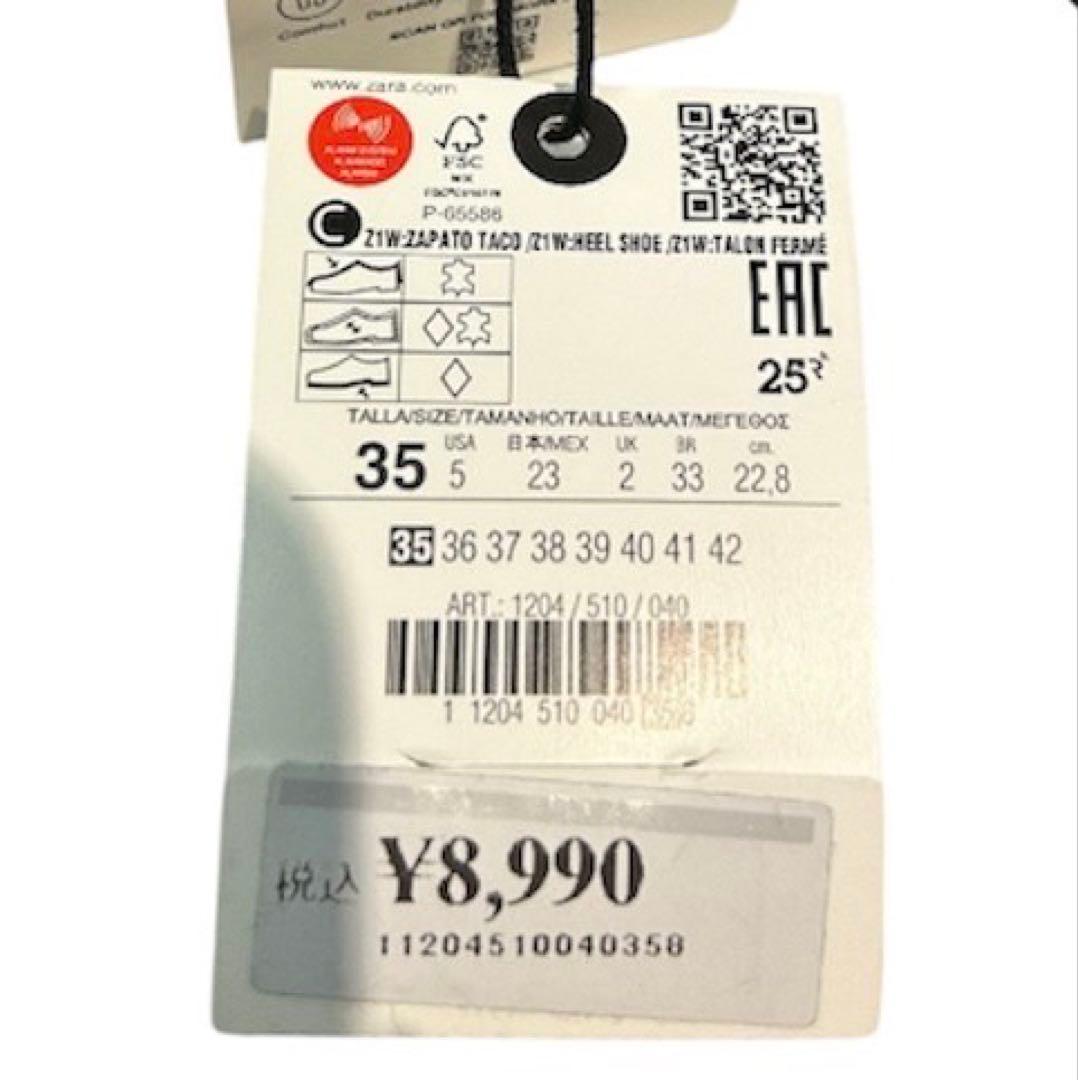 Comfort Durability
www.zara.com
FSC
MIX
P-65586
Z1W:ZAPATO TACO /Z1W:HEEL SHOE /Z1W:TALON FERMÉ
EAC
25
TALLA/SIZE/TAMANHO/TAILLE/MAAT/ΜΕΓΕΘΟΣ
USA 日本/MEX UK BR cm.
35 5 23 2 33 22,8
35 36 37 38 39 40 41 42
ART.: 1204 / 510 / 040
1 1204 510 040
税込 ¥8,990
11204510040358